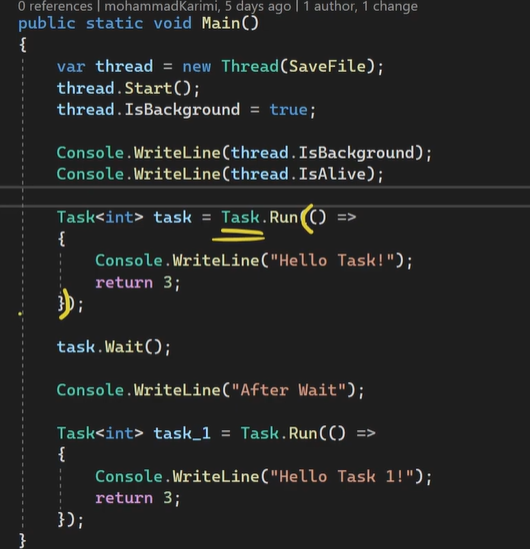 0 references | mohammadKarimi, 5 days ago | 1 author, 1 change
public static void Main()
{
var thread = new Thread(SaveFile);
thread.Start();
thread.IsBackground = true;
Console.WriteLine(thread.IsBackground);
Console.WriteLine(thread.IsAlive);
Task<int> task = Task.Run(() =>
{
Console.WriteLine("Hello Task!");
return 3;
});
task.Wait();
Console.WriteLine("After Wait");
Task<int> task_1 = Task.Run(() =>
{
Console.WriteLine("Hello Task 1!");
return 3;
});
}